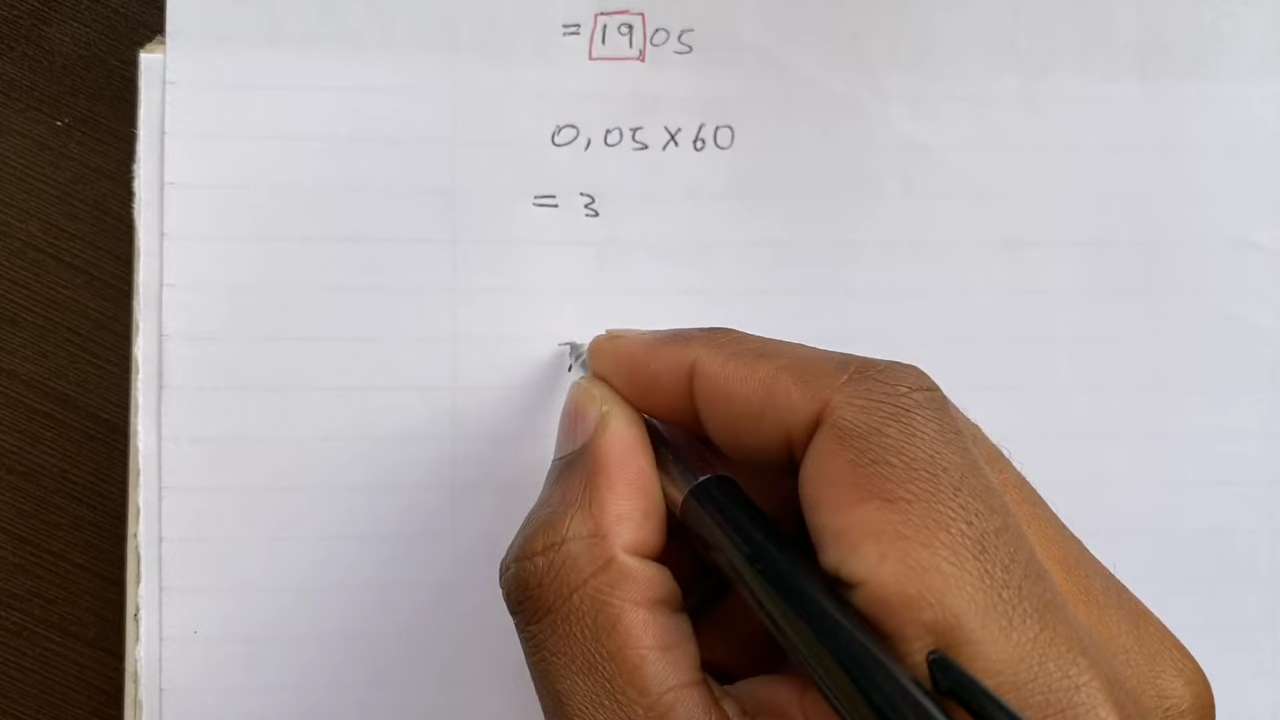 = 19,05
0,05 × 60
= 3